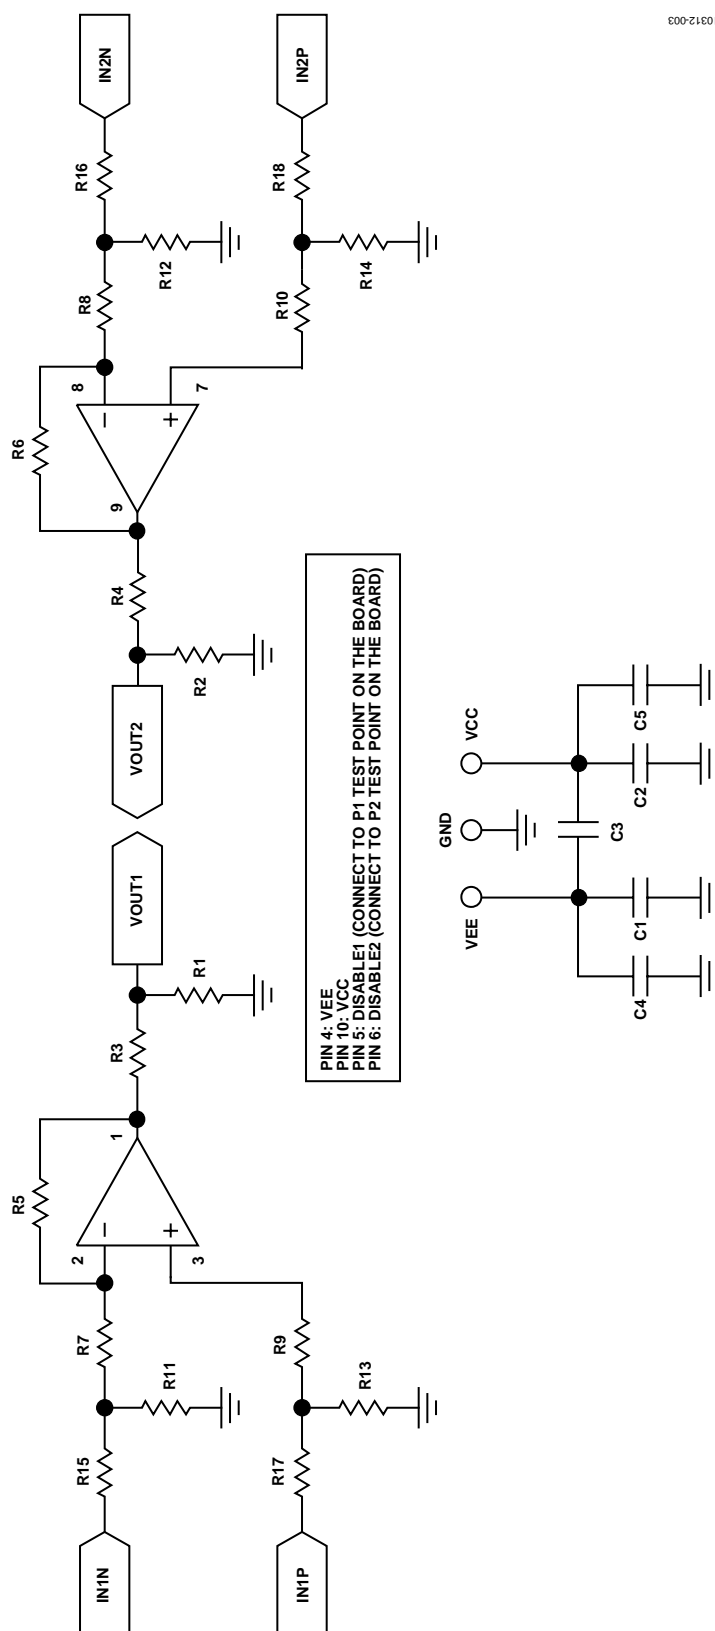 IN1N
R15
R11
R7
R5
2
1
3
R3
R1
VOUT1
IN1P
R17
R13
R9
VOUT2
R2
R4
R6
9
8
7
R8
R12
R16
IN2N
R10
R14
R18
IN2P
PIN 4: VEE
PIN 10: VCC
PIN 5: DISABLE1 (CONNECT TO P1 TEST POINT ON THE BOARD)
PIN 6: DISABLE2 (CONNECT TO P2 TEST POINT ON THE BOARD)
VEE
GND
VCC
C4
C1
C3
C2
C5
0312-003